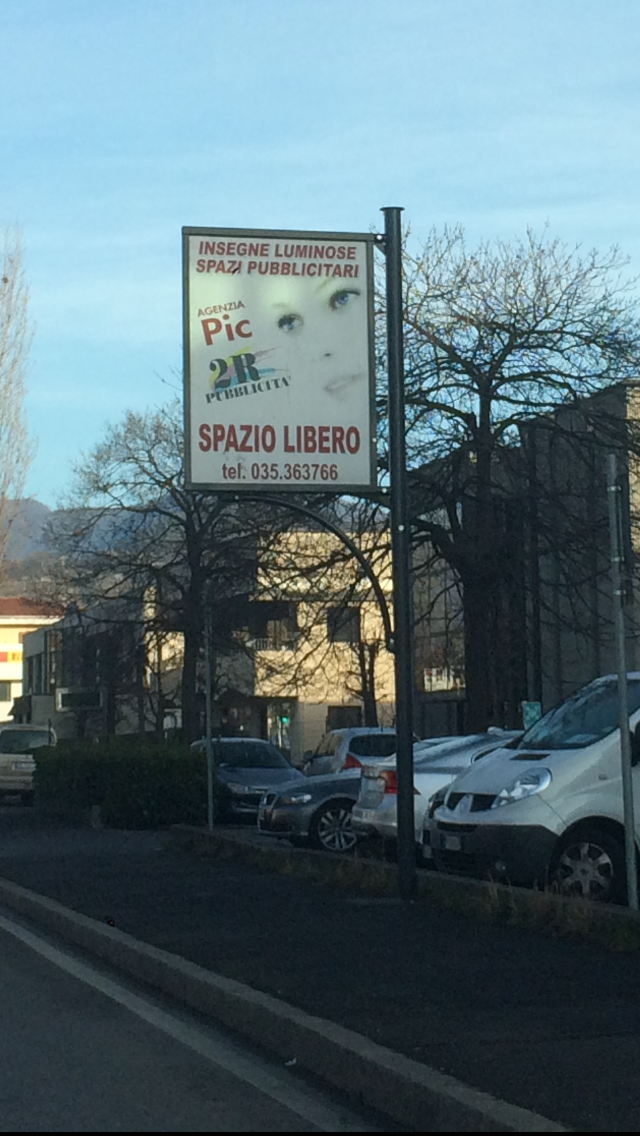 INSEGNE LUMINOSE
SPAZI PUBBLICITARI
AGENZIA
Pic
2R
PUBBLICITA'
SPAZIO LIBERO
tel. 035.363766